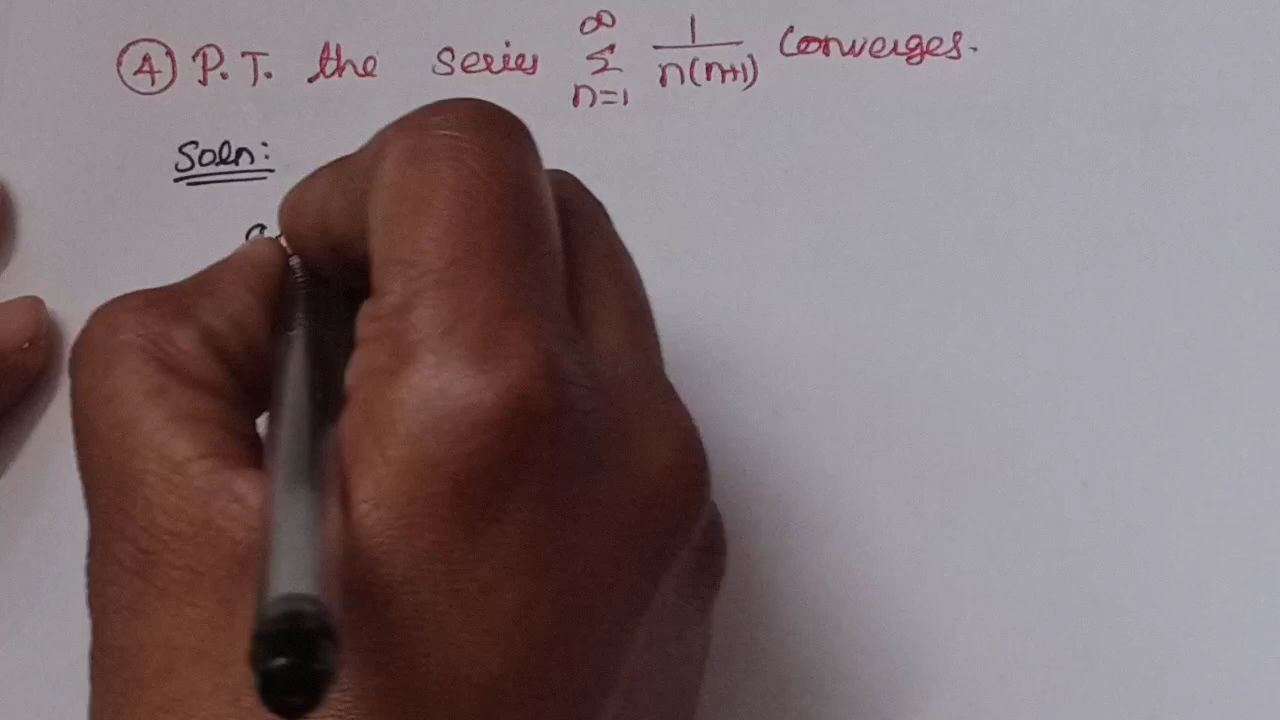 ④ P.T. the series ∞ Σ n=1 1/n(n+1) Converges.
Soln: